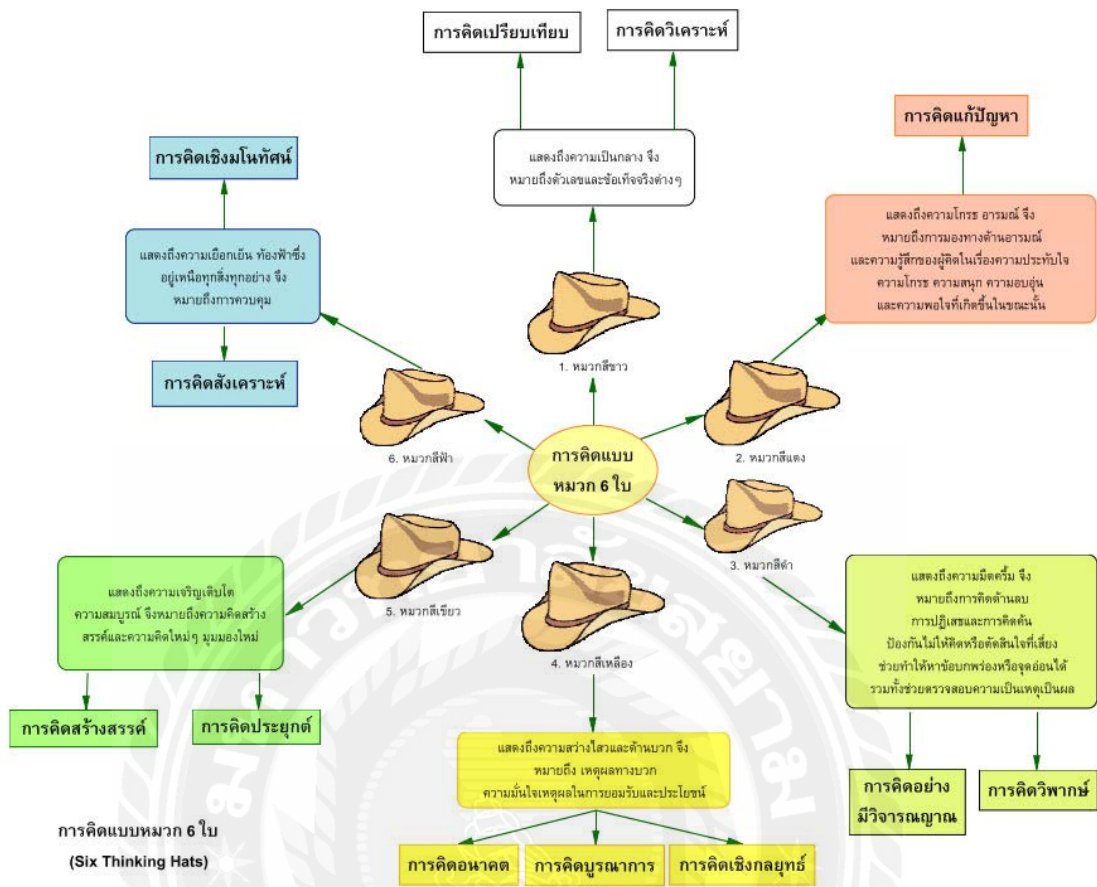 การคิดเปรียบเทียบ
การคิดวิเคราะห์
แสดงถึงความเป็นกลาง จึง
หมายถึงตัวเลขและข้อเท็จจริงต่างๆ
1. หมวกสีขาว
การคิดแก้ปัญหา
แสดงถึงความโกรธ อารมณ์ จึง
หมายถึงการมองทางด้านอารมณ์
และความรู้สึกของผู้คิดในเรื่องความประทับใจ
ความโกรธ ความสนุก ความอบอุ่น
และความพอใจที่เกิดขึ้นในขณะนั้น
2. หมวกสีแดง
การคิดเชิงมโนทัศน์
แสดงถึงความเยือกเย็น ท้องฟ้าซึ่ง
อยู่เหนือทุกสิ่งทุกอย่าง จึง
หมายถึงการควบคุม
การคิดสังเคราะห์
6. หมวกสีฟ้า
การคิดแบบ
หมวก 6 ใบ
3. หมวกสีดำ
แสดงถึงความมืดครึ้ม จึง
หมายถึงการคิดด้านลบ
การปฏิเสธและการคิดค้น
ป้องกันไม่ให้คิดหรือตัดสินใจที่เสี่ยง
ช่วยทำให้หาข้อบกพร่องหรือจุดอ่อนได้
รวมทั้งช่วยตรวจสอบความเป็นเหตุเป็นผล
การคิดอย่าง
มีวิจารณญาณ
การคิดวิพากษ์
5. หมวกสีเขียว
แสดงถึงความเจริญเติบโต
ความสมบูรณ์ จึงหมายถึงความคิดสร้าง
สรรค์และความคิดใหม่ๆ มุมมองใหม่
การคิดสร้างสรรค์
การคิดประยุกต์
4. หมวกสีเหลือง
แสดงถึงความสว่างไสวและด้านบวก จึง
หมายถึง เหตุผลทางบวก
ความมั่นใจเหตุผลในการยอมรับและประโยชน์
การคิดอนาคต
การคิดบูรณาการ
การคิดเชิงกลยุทธ์
การคิดแบบหมวก 6 ใบ
(Six Thinking Hats)
มหาวิทยาลัยสยาม